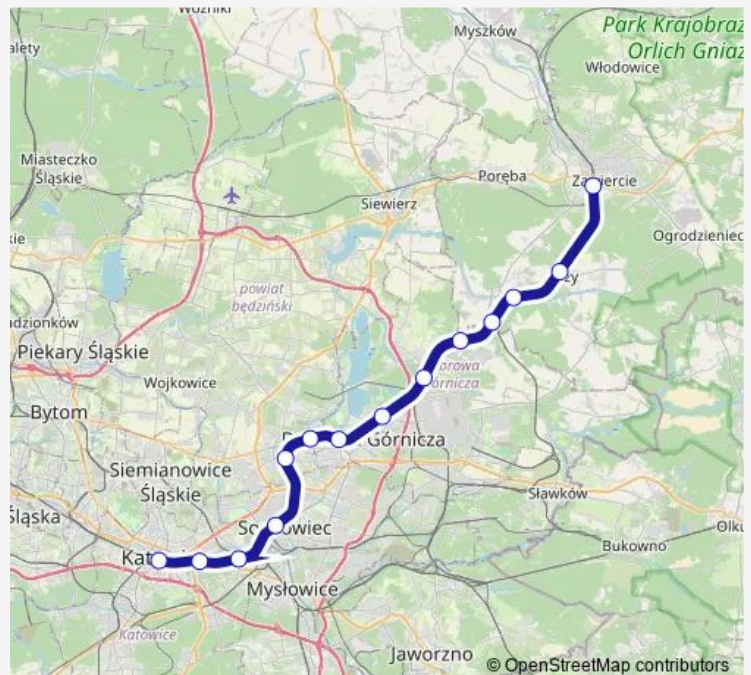 Woźniki
Myszków
Park Krajobraz
Orlich Gniaz
Włodowice
Miasteczko
Śląskie
Poręba
Siewierz
Ogrodzieniec
powiat
będziński
Piekary Śląskie
Wojkowice
Bytom
Górnicza
Siemianowice
Śląskie
Śląska
Sławków
Bukowno
Mysłowice
Katowice
Jaworzno
© OpenStreetMap contributors